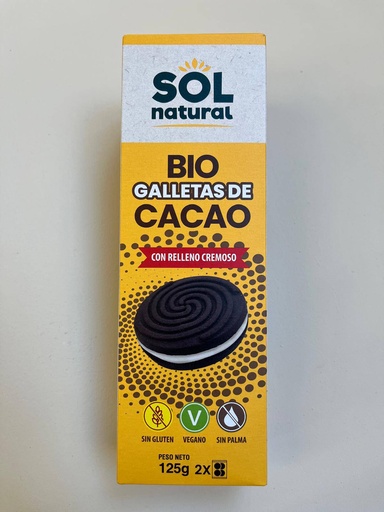 SOL
natural
BIO
GALLETAS DE
CACAO
CON RELLENO CREMOSO
V
SIN GLUTEN
VEGANO
SIN PALMA
PESO NETO
125g 2X